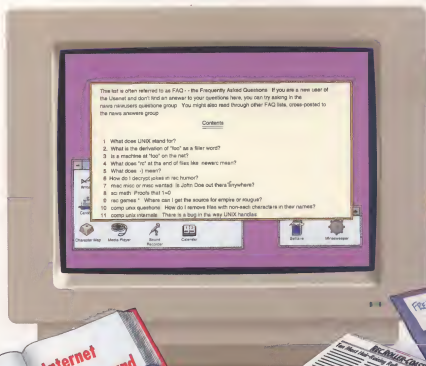 This list is often referred to as FAQ - - the Frequently Asked Questions If you are a new user of
the Usenet and don't find an answer to your questions here, you can try asking in the
news newusers questions group You might also read through other FAQ lists, cross-posted to
the news answers group
Contents
1 What does UNIX stand for?
2. What is the derivation of "foo" as a filler word?
3 Is a machine at "foo" on the net?
4 What does "rc" at the end of files like newsrc mean?
5 What does :-) mean?
6 How do I decrypt jokes in rec humor?
7 misc misc or misc wanted Is John Doe out there anywhere?
8 sci math Proofs that 1=0
9 rec games * Where can I get the source for empire or rogue?
10 comp unix questions How do I remove files with non-ascii characters in their names?
11 comp unix internals There is a bug in the way UNIX handles
Character Map
Media Player
Sound
Recorder
Cardfile
Solitaire
Minesweeper
Internet
FRE